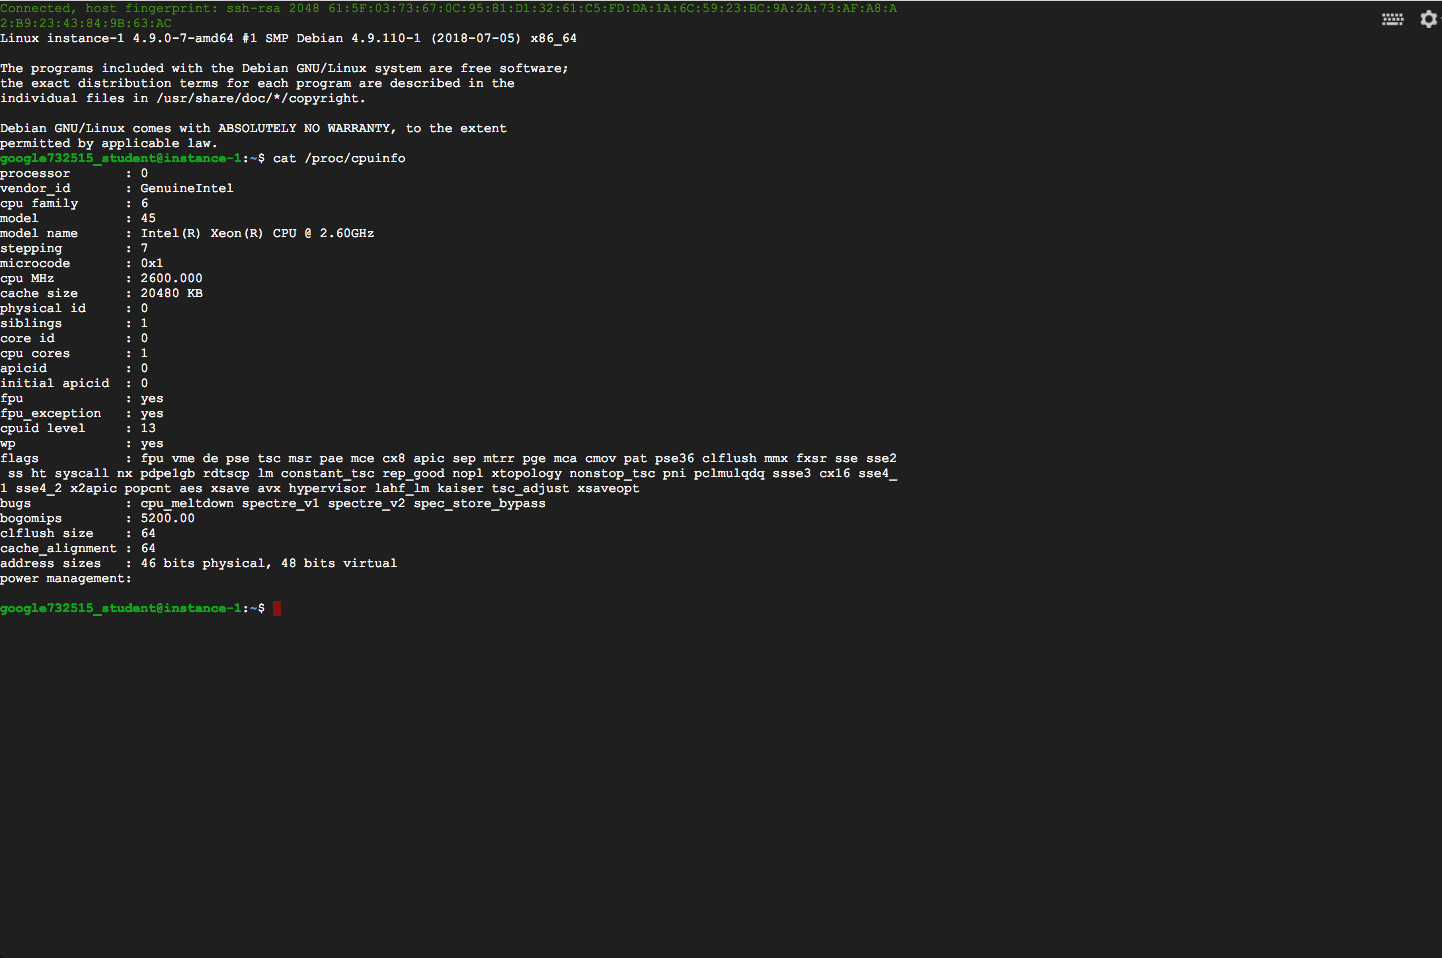 Connected, host fingerprint: ssh-rsa 2048 61:5F:03:73:67:0C:95:81:D1:32:61:C5:FD:DA:1A:6C:59:23:BC:9A:2A:73:AF:A8:A
2:B9:23:43:84:9B:63:AC
Linux instance-1 4.9.0-7-amd64 #1 SMP Debian 4.9.110-1 (2018-07-05) x86_64
The programs included with the Debian GNU/Linux system are free software;
the exact distribution terms for each program are described in the
individual files in /usr/share/doc/*/copyright.
Debian GNU/Linux comes with ABSOLUTELY NO WARRANTY, to the extent
permitted by applicable law.
google732515_student@instance-1:~$ cat /proc/cpuinfo
processor       : 0
vendor_id       : GenuineIntel
cpu family      : 6
model           : 45
model name      : Intel(R) Xeon(R) CPU @ 2.60GHz
stepping        : 7
microcode       : 0x1
cpu MHz         : 2600.000
cache size      : 20480 KB
physical id     : 0
siblings        : 1
core id         : 0
cpu cores       : 1
apicid          : 0
initial apicid  : 0
fpu             : yes
fpu_exception   : yes
cpuid level     : 13
wp              : yes
flags           : fpu vme de pse tsc msr pae mce cx8 apic sep mtrr pge mca cmov pat pse36 clflush mmx fxsr sse sse2
 ss ht syscall nx pdpe1gb rdtscp lm constant_tsc rep_good nopl xtopology nonstop_tsc pni pclmulqdq ssse3 cx16 sse4_
1 sse4_2 x2apic popcnt aes xsave avx hypervisor lahf_lm kaiser tsc_adjust xsaveopt
bugs            : cpu_meltdown spectre_v1 spectre_v2 spec_store_bypass
bogomips        : 5200.00
clflush size    : 64
cache_alignment : 64
address sizes   : 46 bits physical, 48 bits virtual
power management:
google732515_student@instance-1:~$